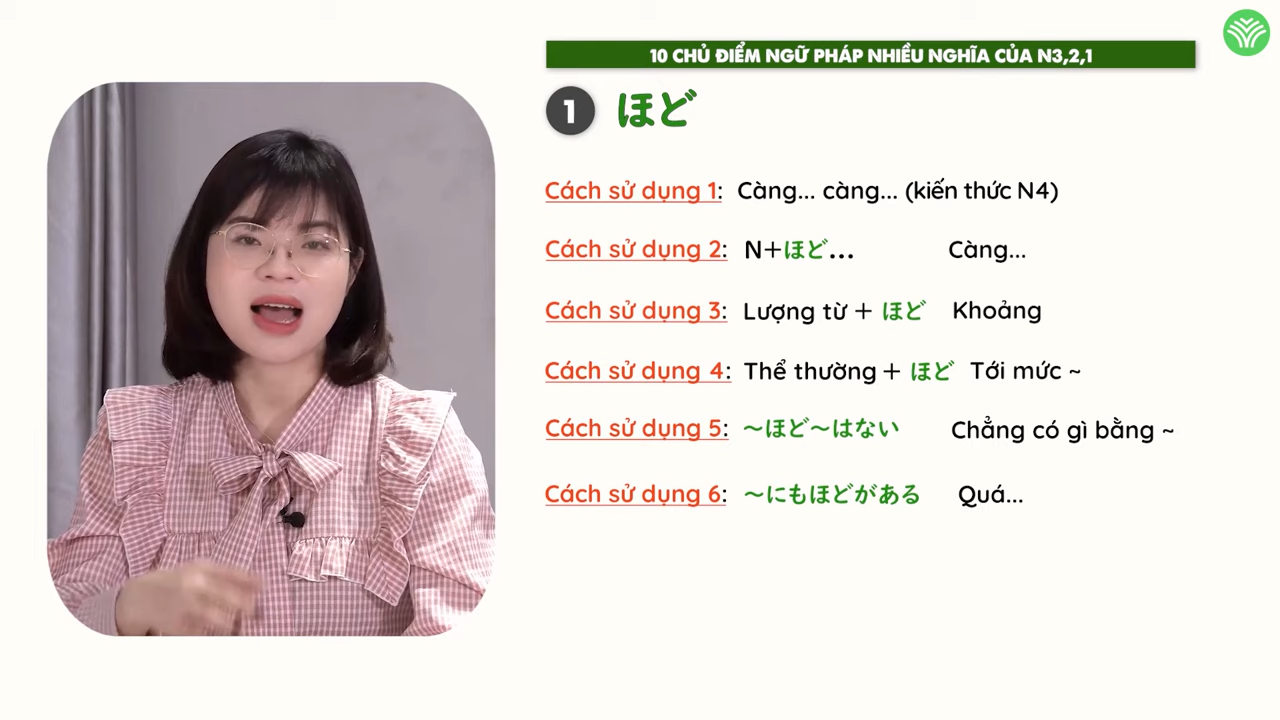 10 CHỦ ĐIỂM NGỮ PHÁP NHIỀU NGHĨA CỦA N3,2,1
1 ほど
Cách sử dụng 1: Càng... càng... (kiến thức N4)
Cách sử dụng 2: N+ほど... Càng...
Cách sử dụng 3: Lượng từ + ほど Khoảng
Cách sử dụng 4: Thể thường + ほど Tới mức ~
Cách sử dụng 5: ～ほど～はない Chẳng có gì bằng ~
Cách sử dụng 6: ～にもほどがある Quá...